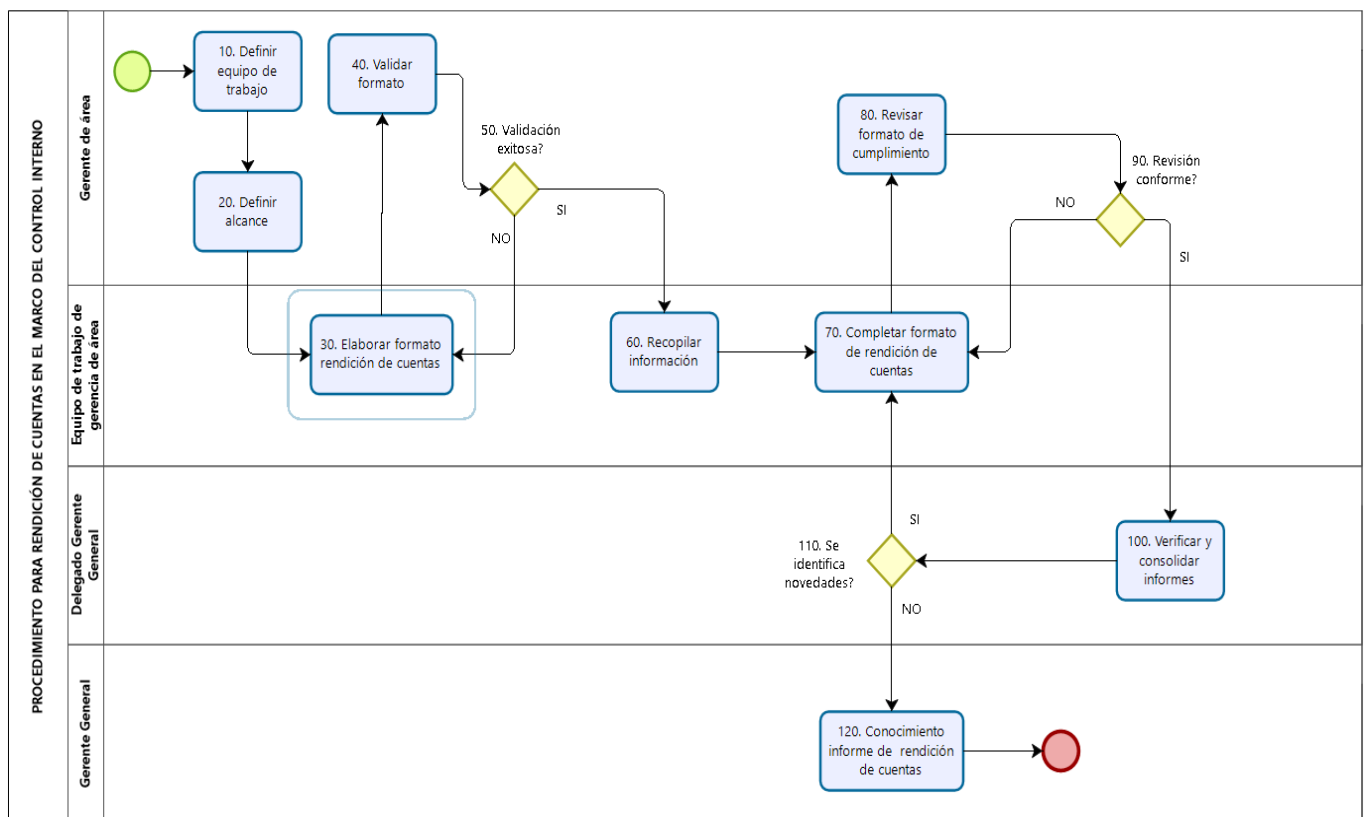 PROCEDIMIENTO PARA RENDICIÓN DE CUENTAS EN EL MARCO DEL CONTROL INTERNO
Gerente de área
10. Definir
equipo de
trabajo
20. Definir
alcance
40. Validar
formato
50. Validación
exitosa?
SI
NO
80. Revisar
formato de
cumplimiento
90. Revisión
conforme?
NO
SI
Equipo de trabajo de
gerencia de área
30. Elaborar formato
rendición de cuentas
60. Recopilar
información
70. Completar formato
de rendición de
cuentas
Delegado Gerente
General
SI
110. Se
identifica
novedades?
NO
100. Verificar y
consolidar
informes
Gerente General
120. Conocimiento
informe de rendición
de cuentas